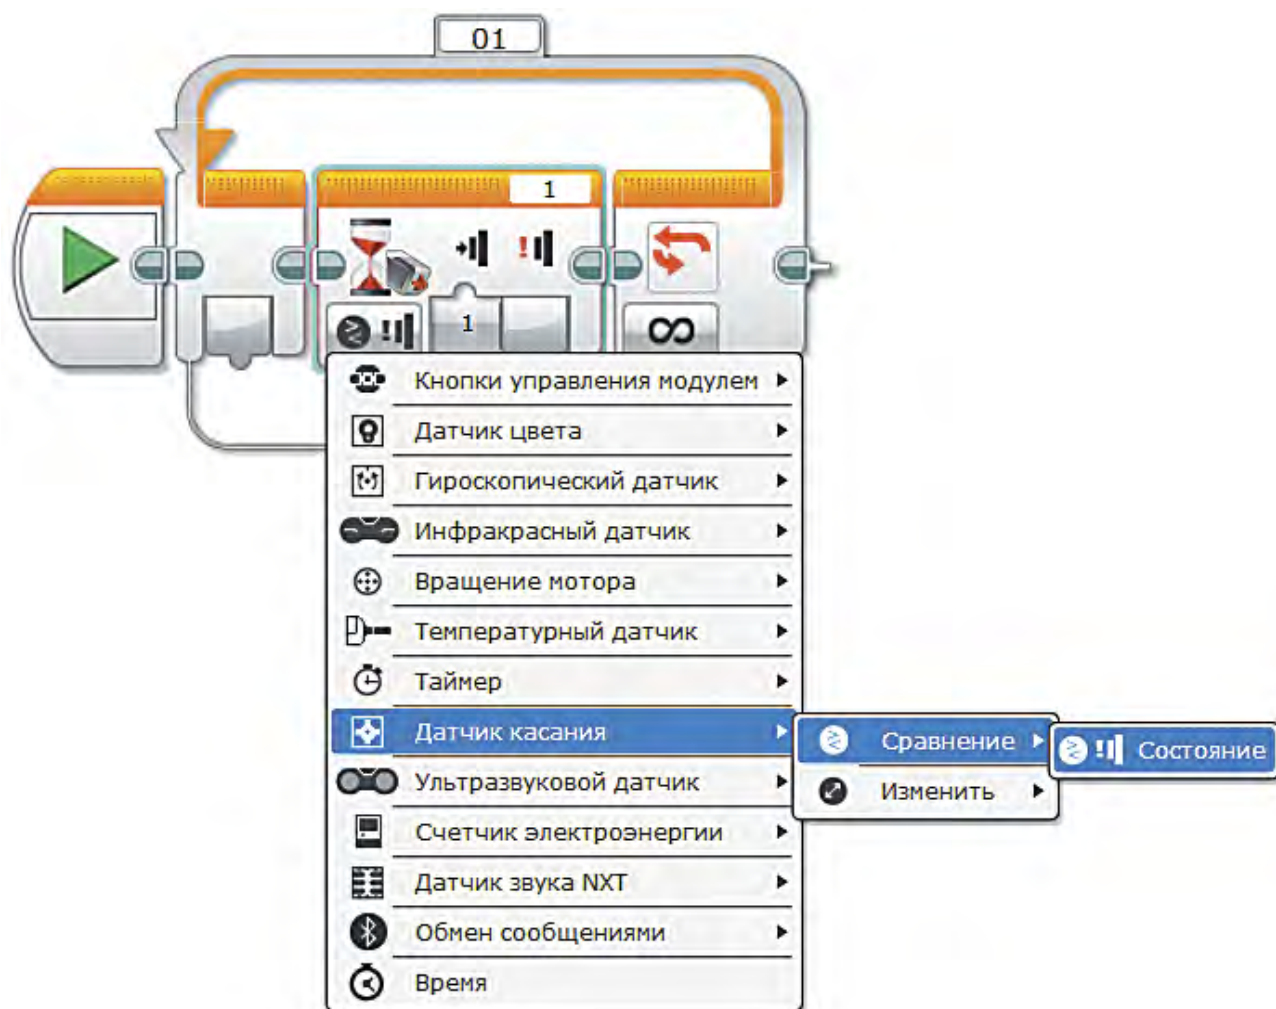 01
1
1
∞
Кнопки управления модулем
Датчик цвета
Гироскопический датчик
Инфракрасный датчик
Вращение мотора
Температурный датчик
Таймер
Датчик касания
Сравнение
Состояние
Изменить
Ультразвуковой датчик
Счетчик электроэнергии
Датчик звука NXT
Обмен сообщениями
Время